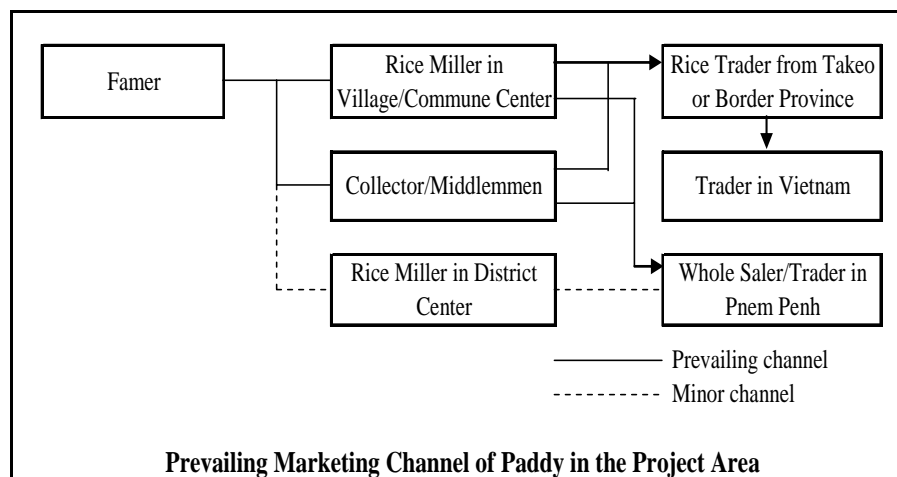 Famer
Rice Miller in
Village/Commune Center
Rice Trader from Takeo
or Border Province
Collector/Middlemmen
Trader in Vietnam
Rice Miller in District
Center
Whole Saler/Trader in
Pnem Penh
Prevailing channel
Minor channel
Prevailing Marketing Channel of Paddy in the Project Area